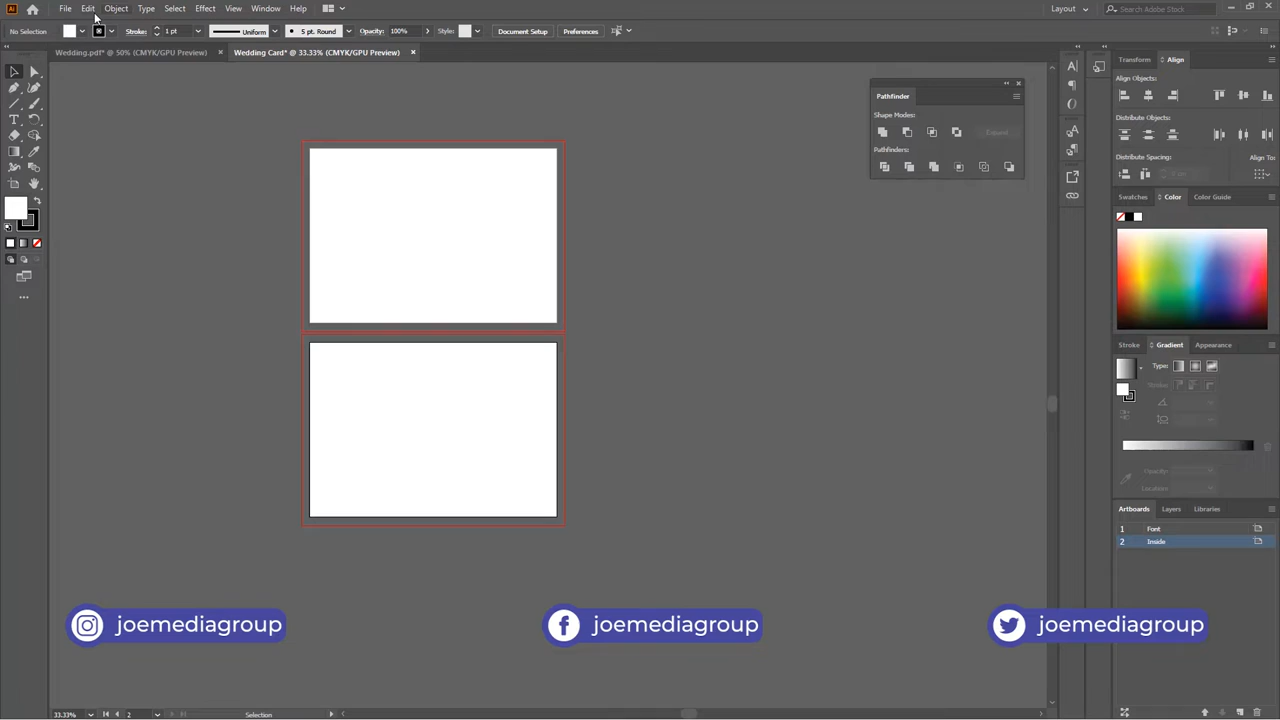 Ai File Edit Object Type Select Effect View Window Help Layout Search Adobe Stock
No Selection Stroke: 1 pt Uniform 5 pt. Round Opacity: 100% Style: Document Setup Preferences
Wedding.pdf* @ 50% (CMYK/GPU Preview) Wedding Card* @ 33.33% (CMYK/GPU Preview)
Transform Align
Align Objects:
Distribute Objects:
Distribute Spacing: Align To:
Pathfinder
Shape Modes:
Expand
Pathfinders:
Swatches Color Color Guide
Stroke Gradient Appearance
Type:
Stroke:
Opacity:
Location:
Artboards Layers Libraries
1 Font
2 Inside
joemediagroup joemediagroup joemediagroup
33.33% 2 Selection